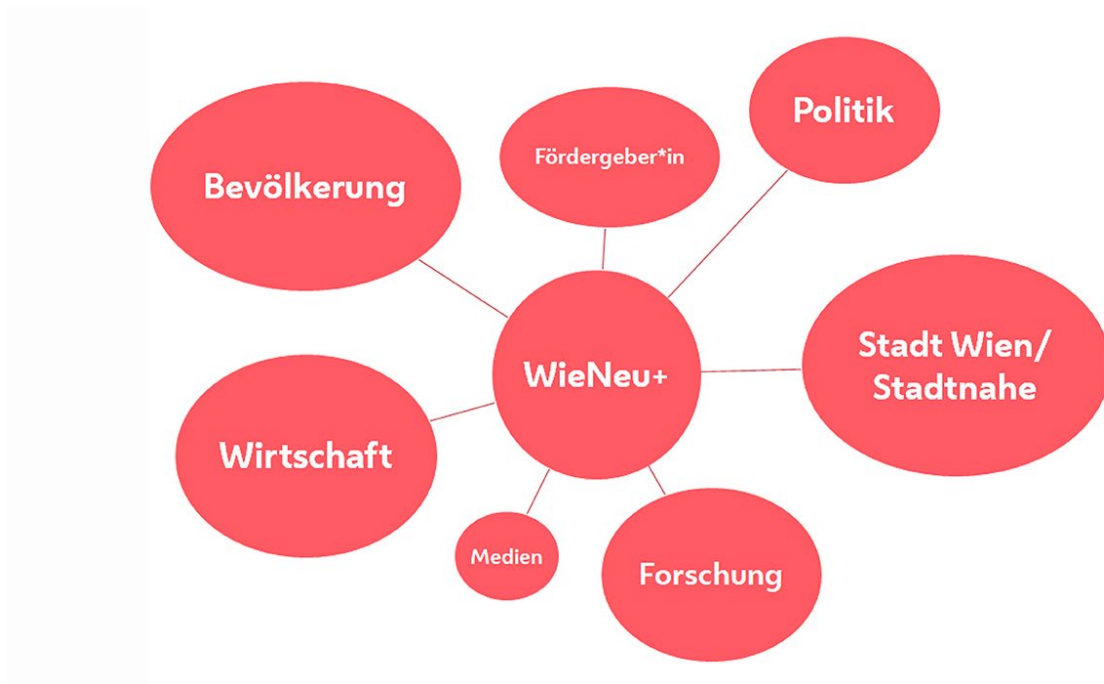 Politik
Fördergeber*in
Bevölkerung
Stadt Wien/
Stadtnahe
WieNeu+
Wirtschaft
Medien
Forschung